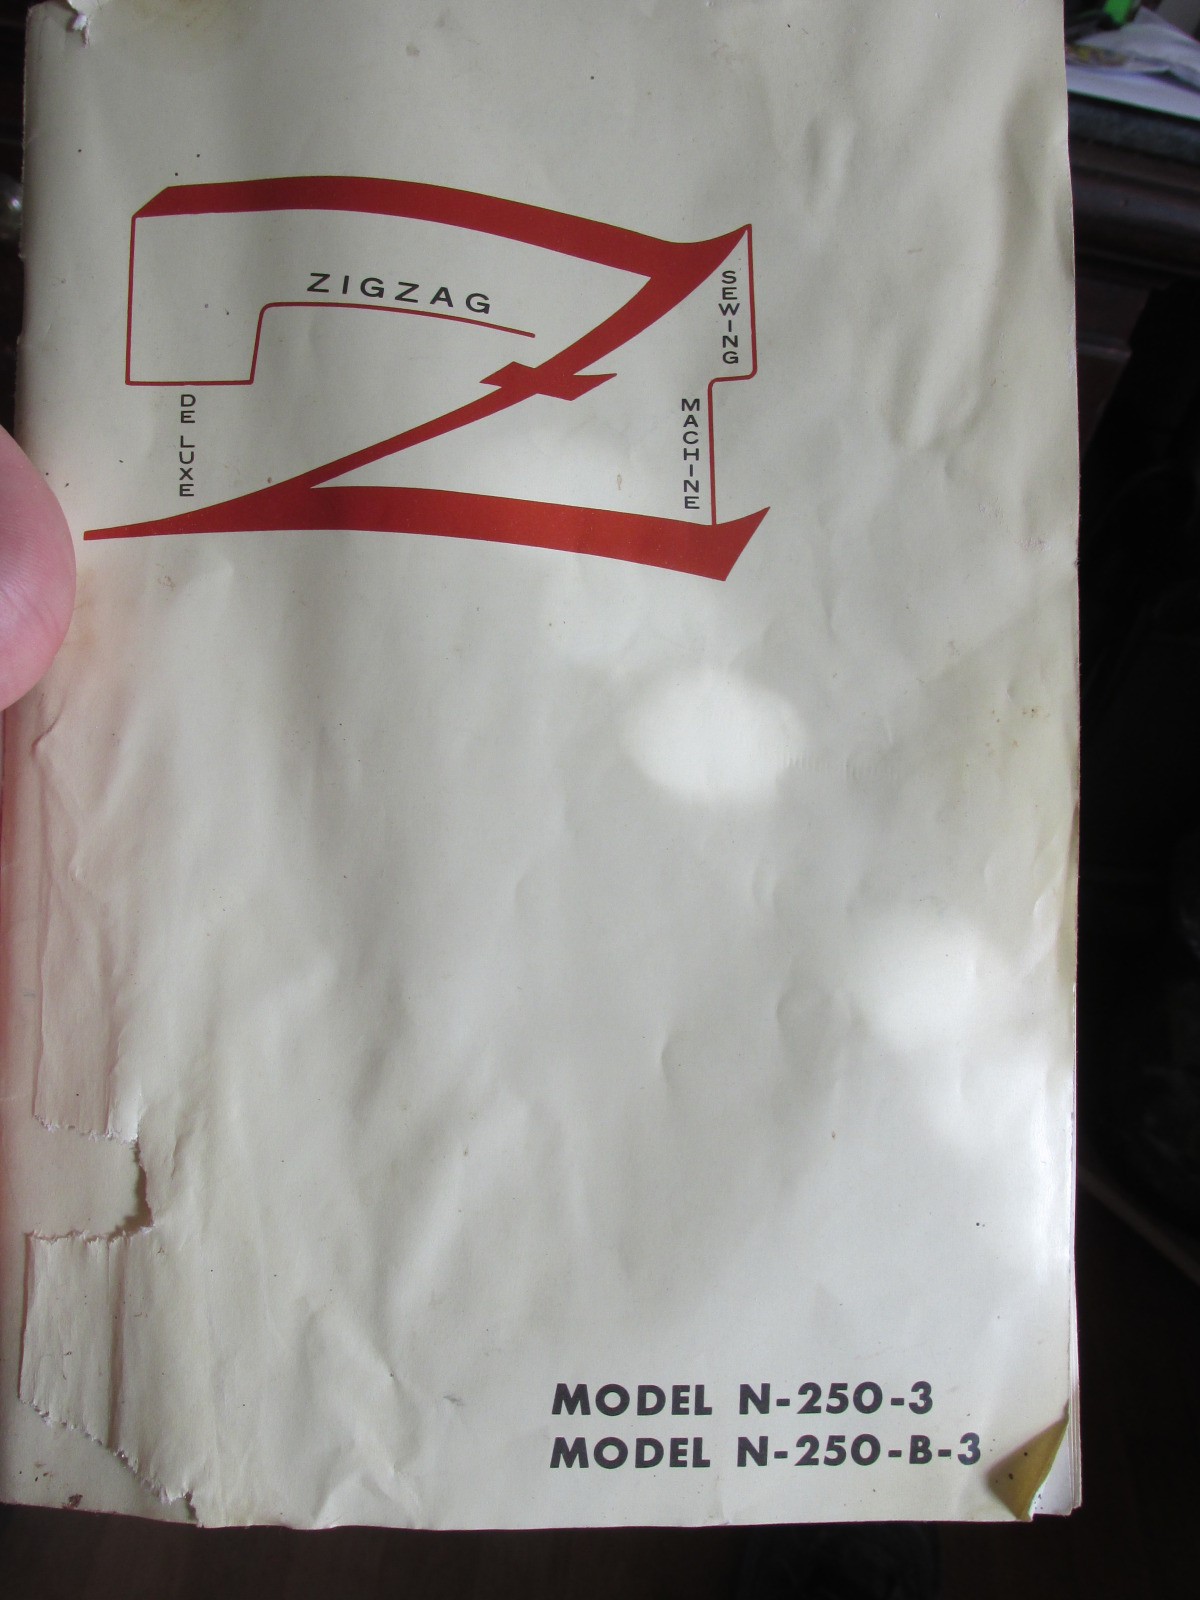 DE LUXE
ZIGZAG
SEWING
MACHINE
MODEL N-250-3
MODEL N-250-B-3